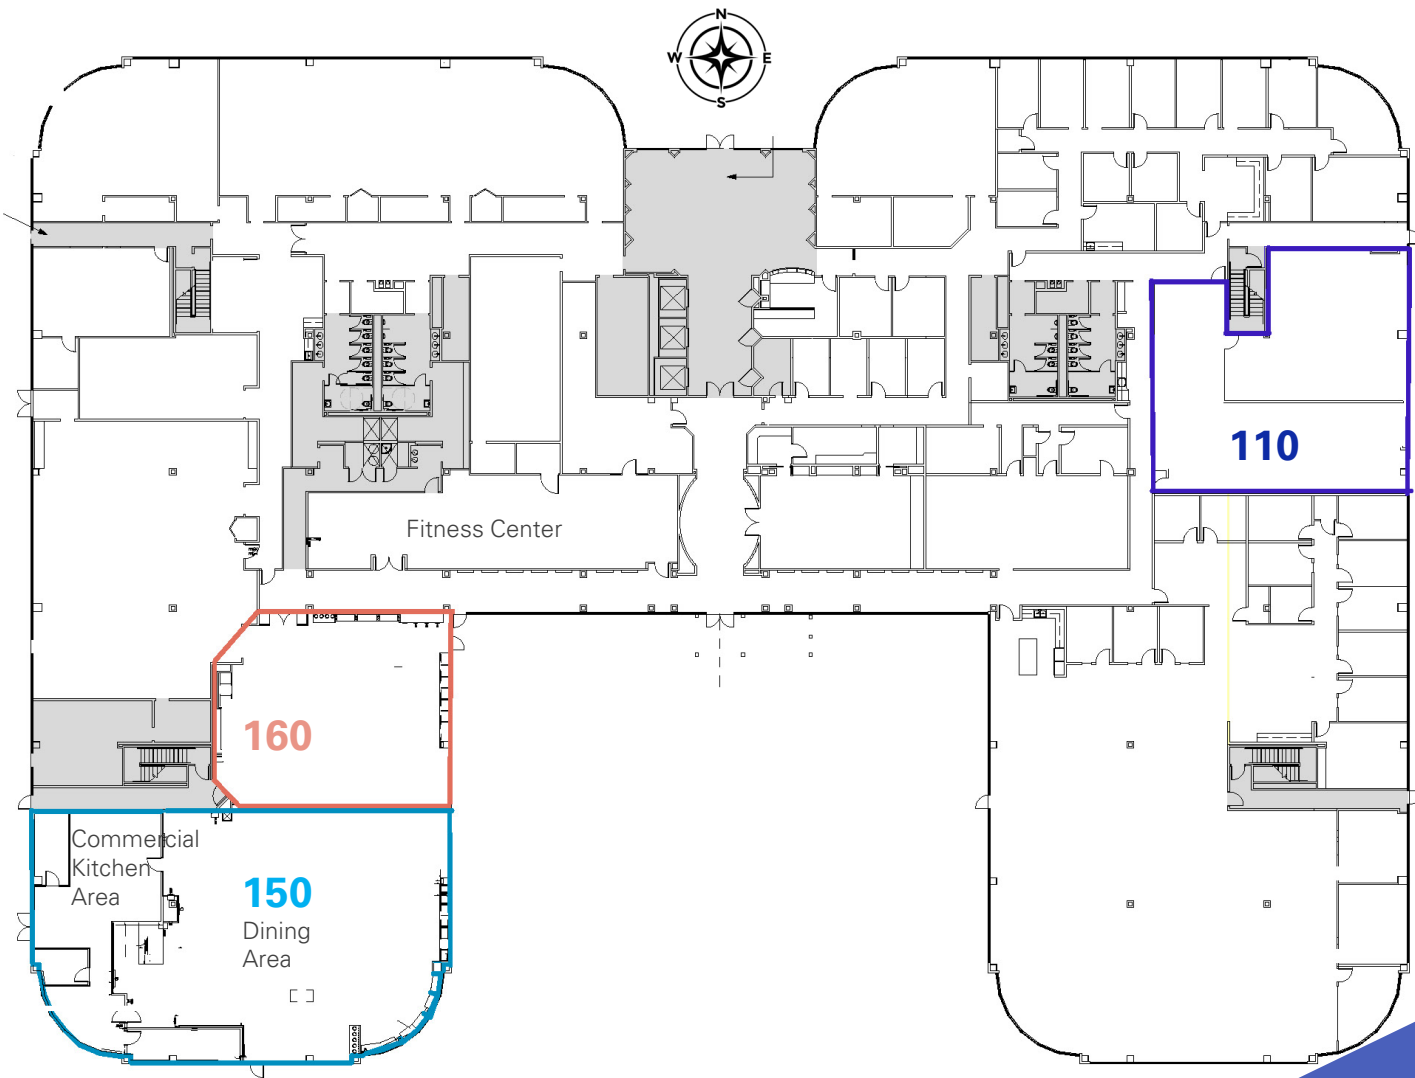 N
W E
S
110
Fitness Center
160
Commercial
Kitchen
Area
150
Dining
Area